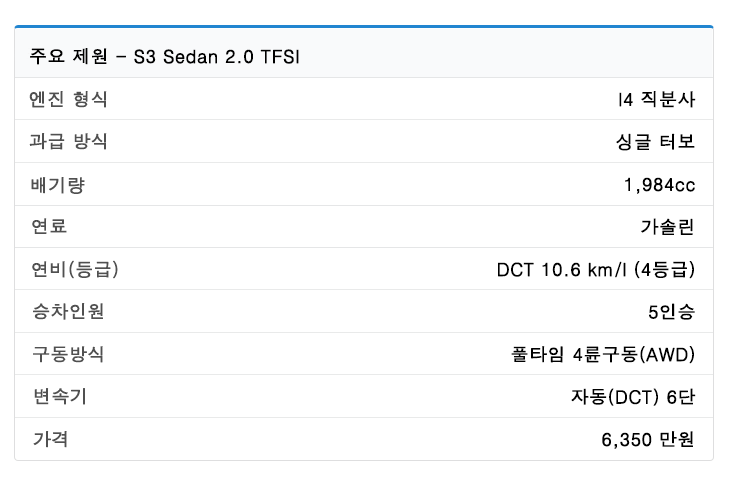 주요 제원 - S3 Sedan 2.0 TFSI
엔진 형식 I4 직분사
과급 방식 싱글 터보
배기량 1,984cc
연료 가솔린
연비(등급) DCT 10.6 km/l (4등급)
승차인원 5인승
구동방식 풀타임 4륜구동(AWD)
변속기 자동(DCT) 6단
가격 6,350 만원